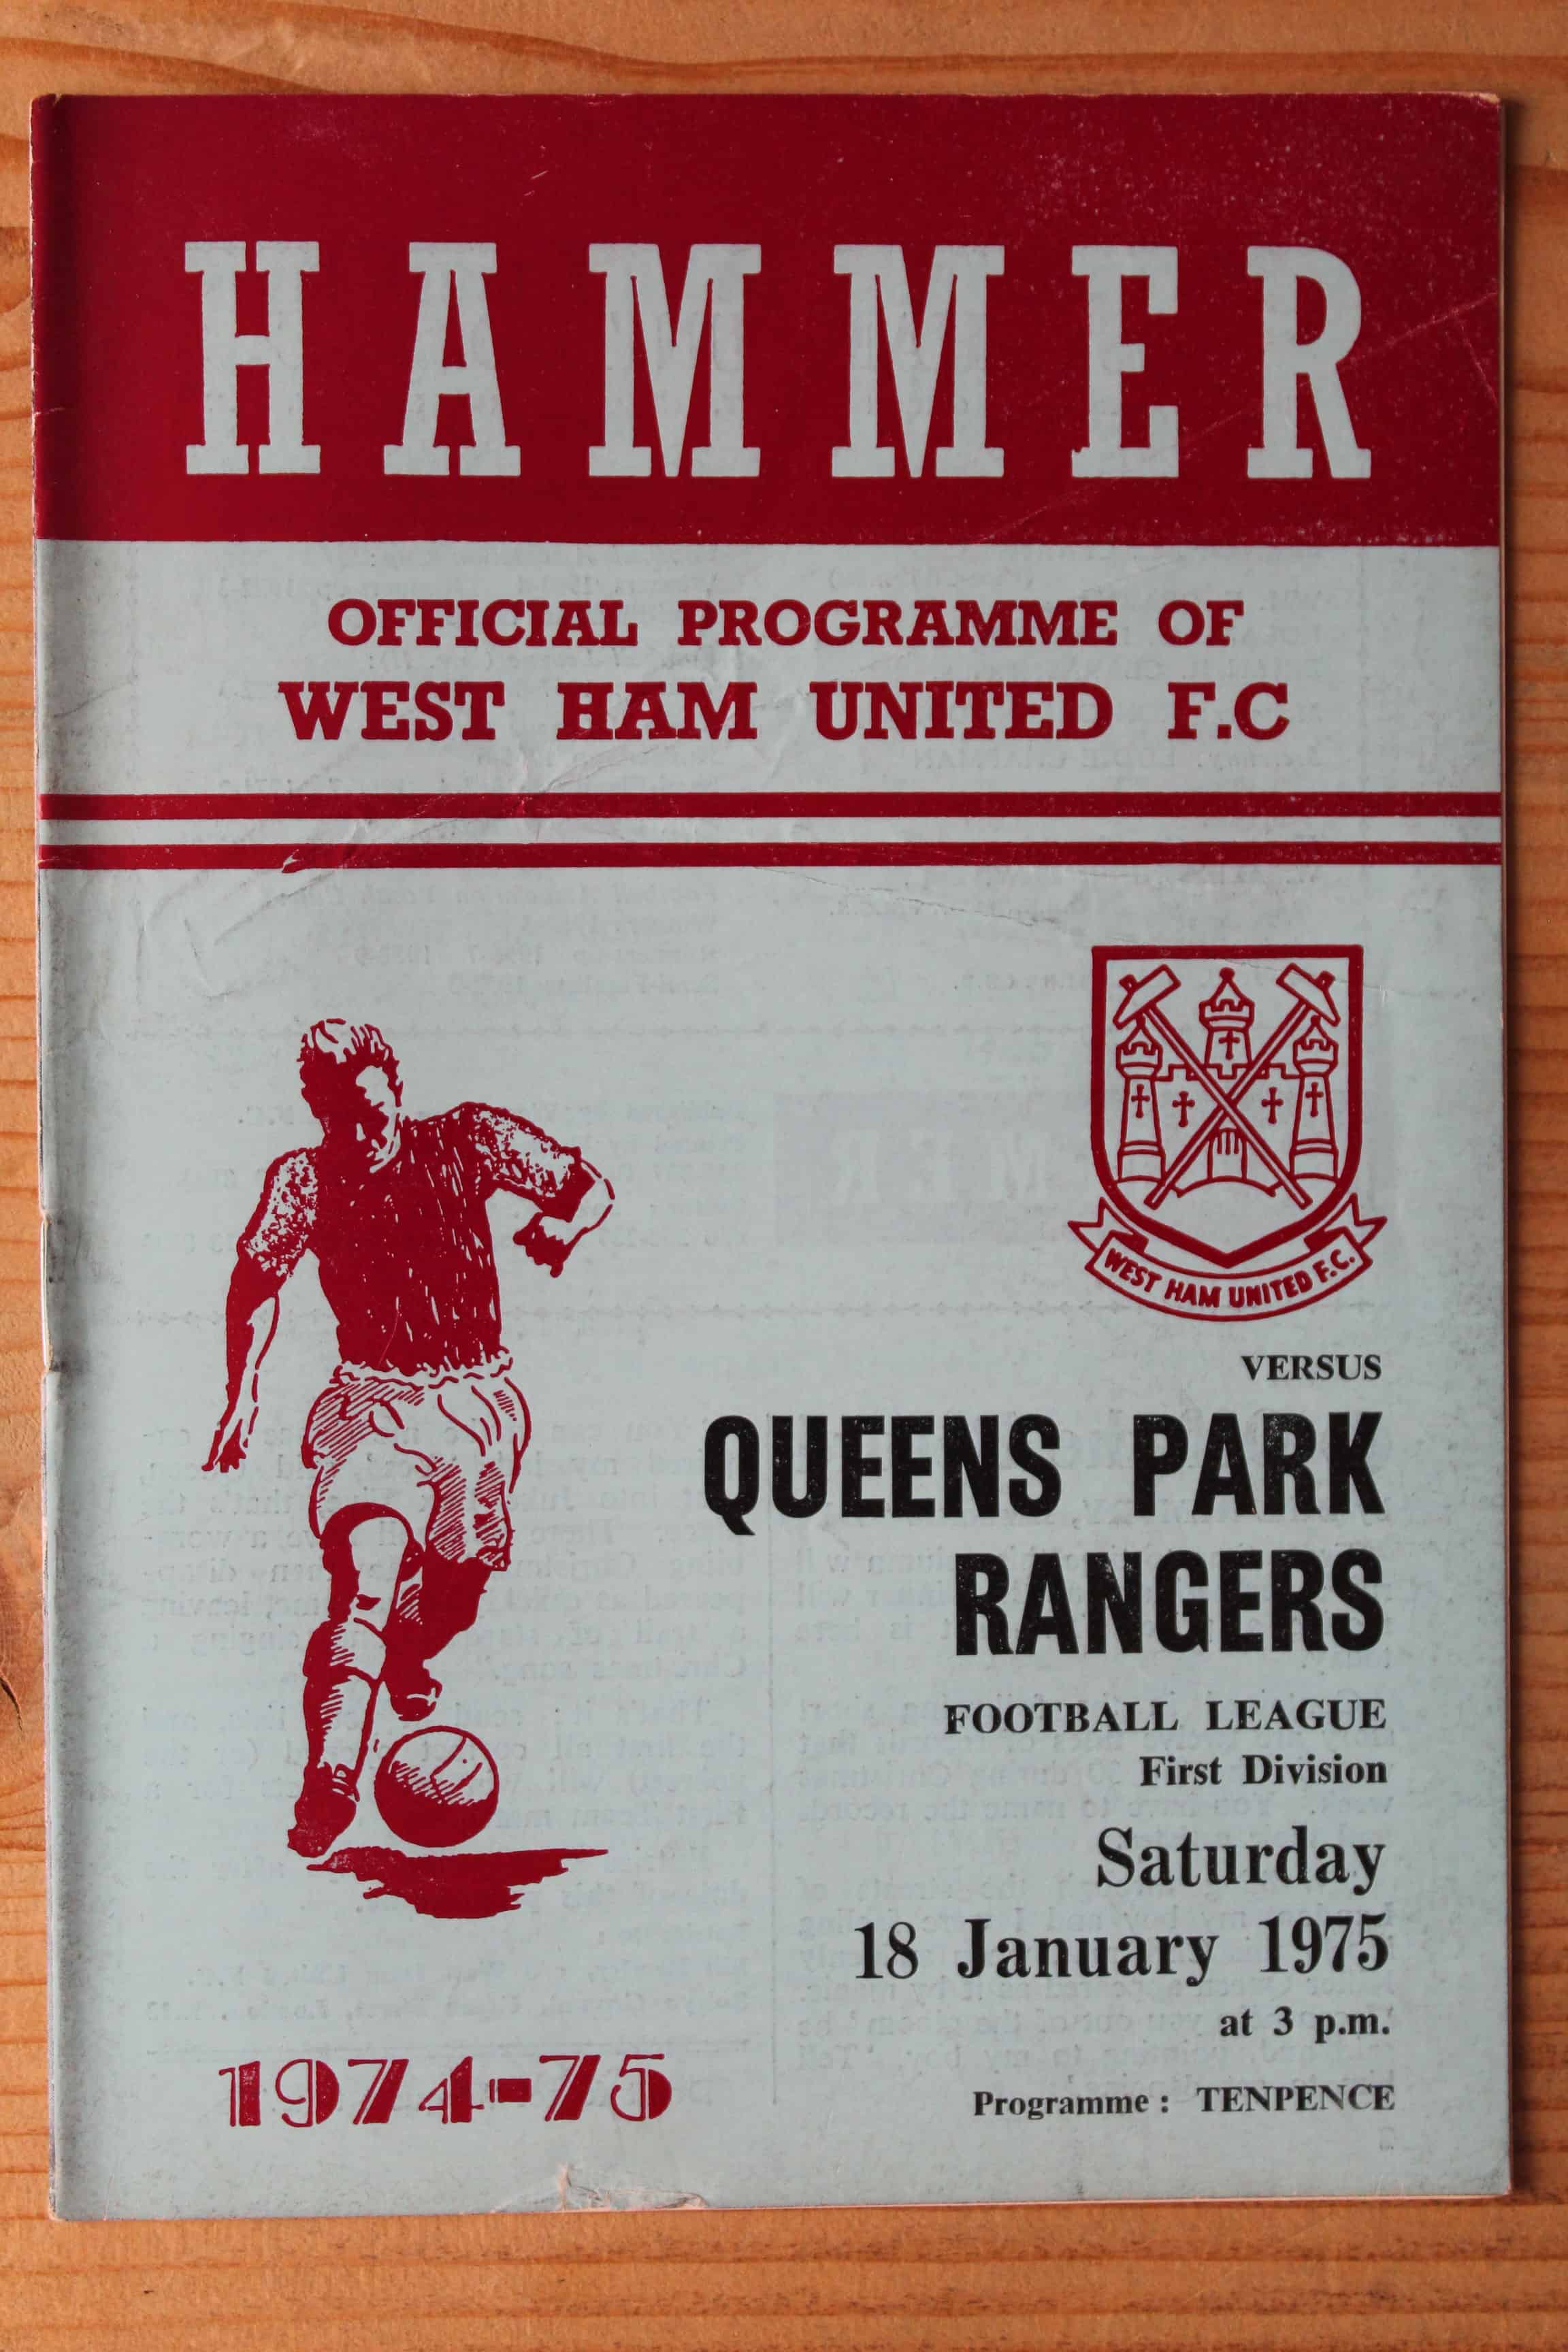 HAMMER
OFFICIAL PROGRAMME OF
WEST HAM UNITED F.C
WEST HAM UNITED F.C.
VERSUS
QUEENS PARK
RANGERS
FOOTBALL LEAGUE
First Division
Saturday
18 January 1975
at 3 p.m.
1974-75
Programme : TENPENCE